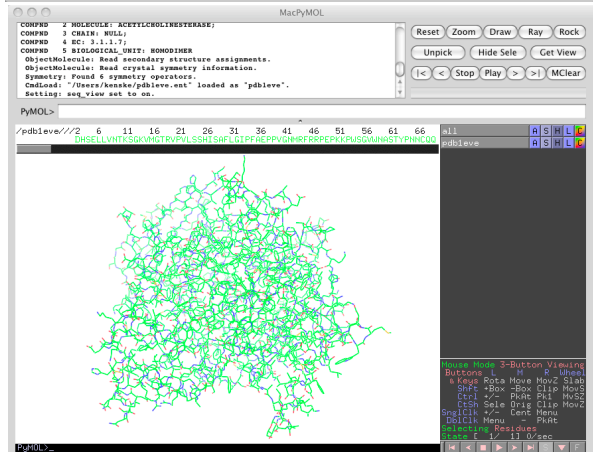 MacPyMOL
COMPND 2 MOLECULE: ACETYLCHOLINESTERASE;
COMPND 3 CHAIN: NULL;
COMPND 4 EC: 3.1.1.7;
COMPND 5 BIOLOGICAL_UNIT: HOMODIMER
ObjectMolecule: Read secondary structure assignments.
ObjectMolecule: Read crystal symmetry information.
Symmetry: Found 6 symmetry operators.
CmdLoad: "/Users/kenske/pdb1eve.ent" loaded as "pdb1eve".
Setting: seq_view set to on.
Reset Zoom Draw Ray Rock
Unpick Hide Sele Get View
|< < Stop Play > >| MClear
PyMOL>
/pdb1eve///2 6 11 16 21 26 31 36 41 46 51 56 61 66
DHSELLVNTKSGKVMGTRVPVLSSHISAFLGIPFAEPPVGNMRFRRPEPKKPWSGVWNASTYPNNCQQ
all A S H L C
pdb1eve A S H L C
Mouse Mode 3-Button Viewing
Buttons L M R Wheel
& Keys Rota Move MovZ Slab
Shft +Box -Box Clip MovS
Ctrl +/- PkAt Pk1 MvSZ
CtSh Sele Orig Clip MovZ
SnglClk +/- Cent Menu
DblClk Menu - PkAt
Selecting Residues
State [ 1/ 1] 0/sec
PyMOL>_
S F